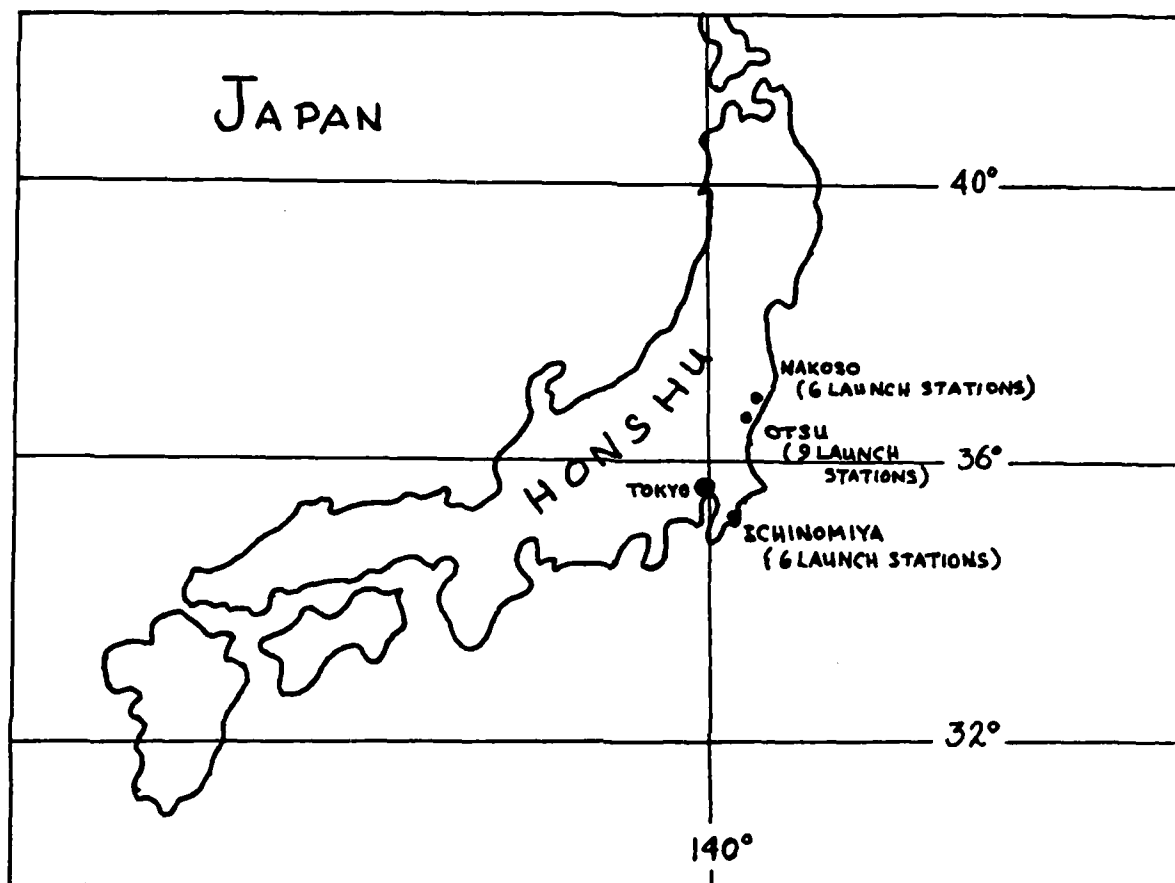 JAPAN
40°
HONSHU
NAKOSO
(6 LAUNCH STATIONS)
OTSU
(9 LAUNCH
STATIONS)
36°
TOKYO
ICHINOMIYA
(6 LAUNCH STATIONS)
32°
140°